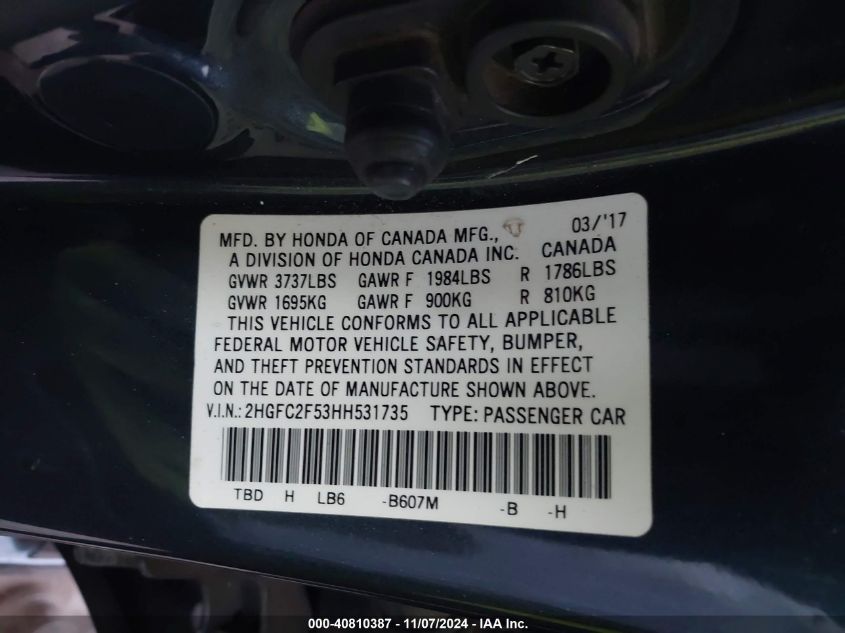 MFD. BY HONDA OF CANADA MFG., 03/'17
A DIVISION OF HONDA CANADA INC. CANADA
GVWR 3737LBS GAWR F 1984LBS R 1786LBS
GVWR 1695KG GAWR F 900KG R 810KG
THIS VEHICLE CONFORMS TO ALL APPLICABLE
FEDERAL MOTOR VEHICLE SAFETY, BUMPER,
AND THEFT PREVENTION STANDARDS IN EFFECT
ON THE DATE OF MANUFACTURE SHOWN ABOVE.
V.I.N.: 2HGFC2F53HH531735 TYPE: PASSENGER CAR
TBD H LB6 -B607M -B -H
000-40810387 - 11/07/2024 - IAA Inc.